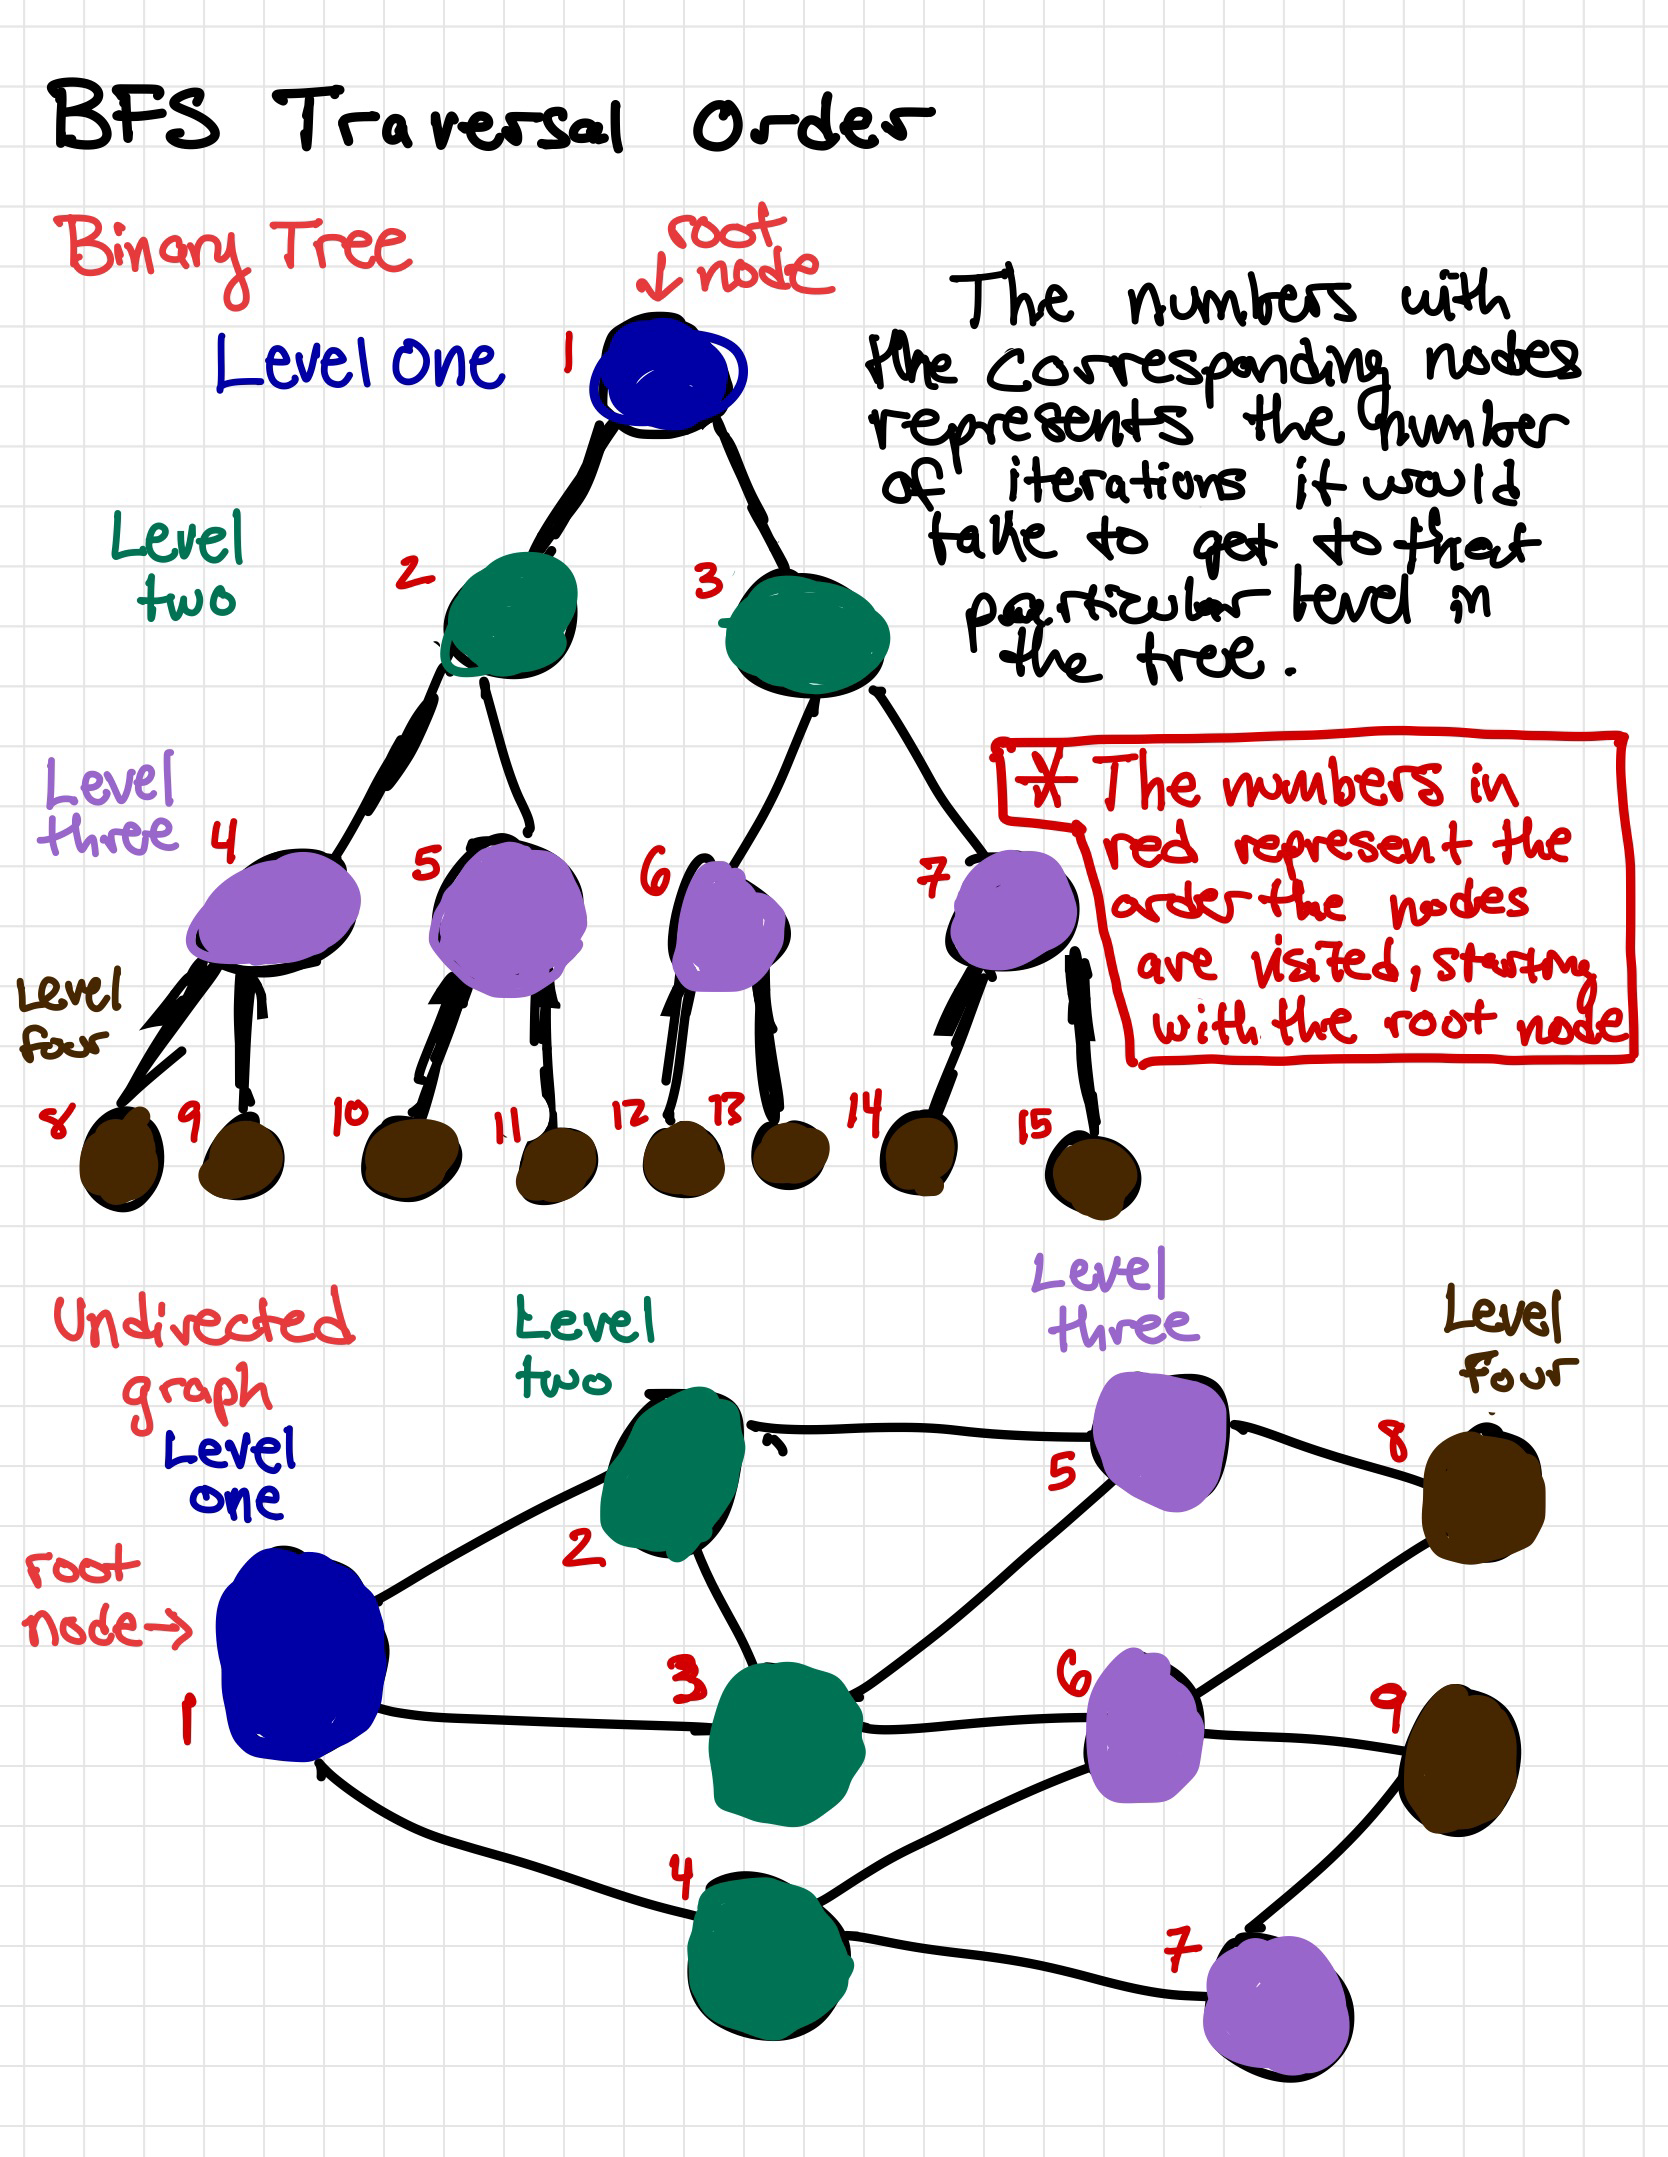 BFS Traversal Order
Binary Tree
root
node
Level One
1
The numbers with
the corresponding nodes
represents the number
of iterations it would
take to get to that
particular level in
the tree.
Level
two
2
3
* The numbers in
red represent the
order the nodes
are visited, starting
with the root node
Level
three
4
5
6
7
Level
four
8
9
10
11
12
13
14
15
Undirected
graph
Level
one
root
node
1
Level
two
2
3
4
Level
three
5
6
7
Level
four
8
9